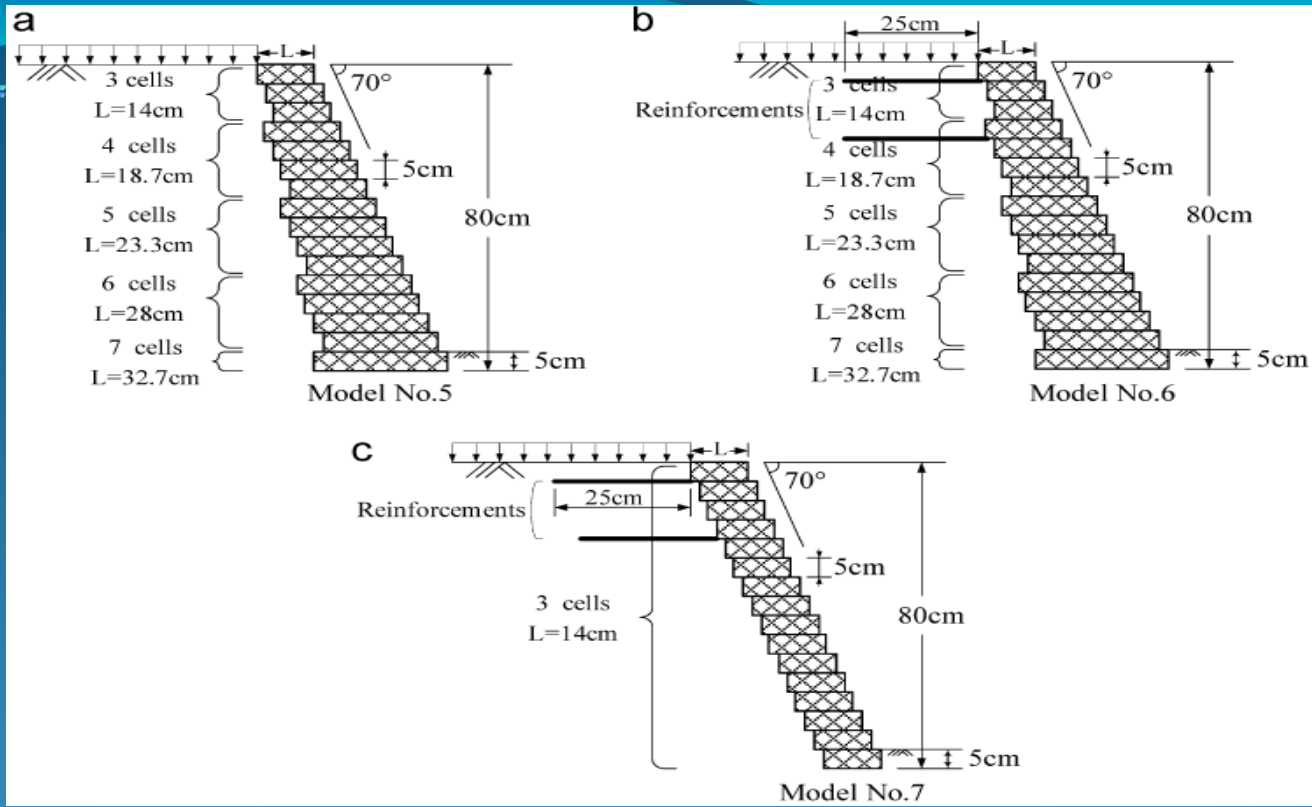 a
L
3 cells
L=14cm
70°
4 cells
L=18.7cm
5cm
5 cells
L=23.3cm
80cm
6 cells
L=28cm
7 cells
L=32.7cm
5cm
Model No.5
b
25cm
L
3 cells
L=14cm
70°
Reinforcements
4 cells
L=18.7cm
5cm
5 cells
L=23.3cm
80cm
6 cells
L=28cm
7 cells
L=32.7cm
5cm
Model No.6
c
L
70°
25cm
Reinforcements
5cm
3 cells
L=14cm
80cm
5cm
Model No.7